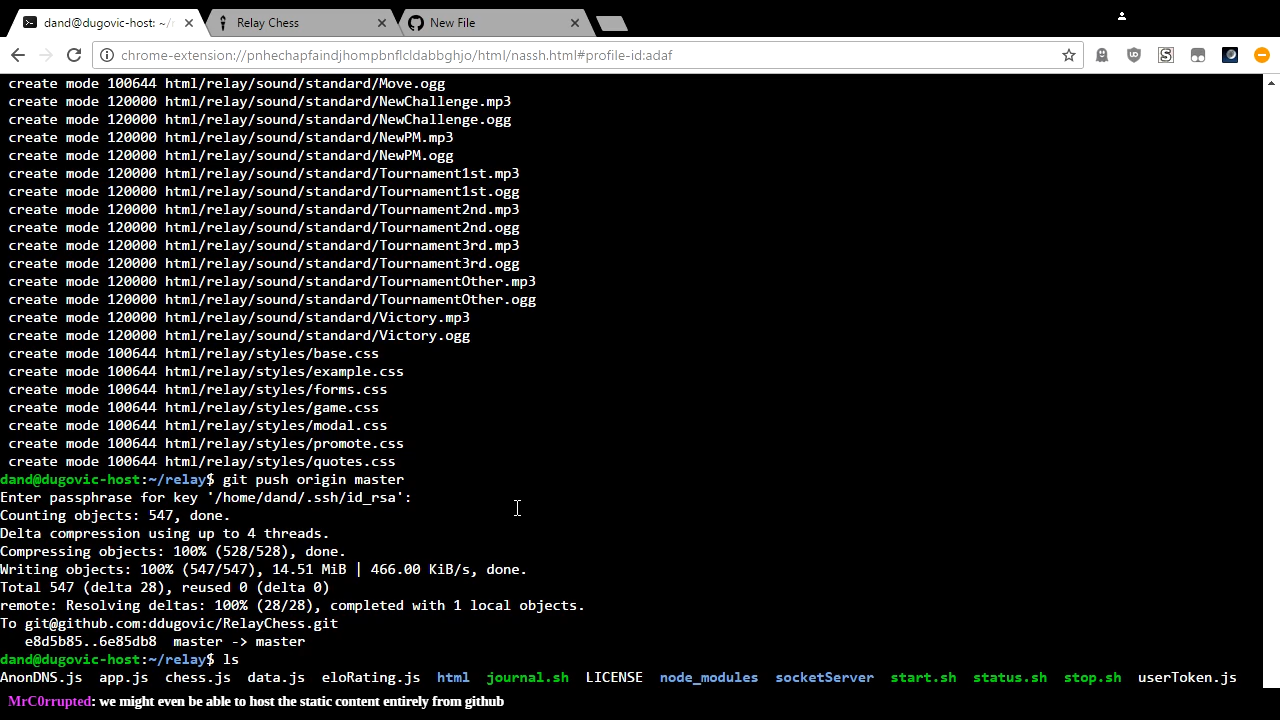 dand@dugovic-host: ~/r
Relay Chess
New File
chrome-extension://pnhechapfaindjhompbnflcldabbghjo/html/nassh.html#profile-id:adaf
create mode 100644 html/relay/sound/standard/Move.ogg
create mode 120000 html/relay/sound/standard/NewChallenge.mp3
create mode 120000 html/relay/sound/standard/NewChallenge.ogg
create mode 120000 html/relay/sound/standard/NewPM.mp3
create mode 120000 html/relay/sound/standard/NewPM.ogg
create mode 120000 html/relay/sound/standard/Tournament1st.mp3
create mode 120000 html/relay/sound/standard/Tournament1st.ogg
create mode 120000 html/relay/sound/standard/Tournament2nd.mp3
create mode 120000 html/relay/sound/standard/Tournament2nd.ogg
create mode 120000 html/relay/sound/standard/Tournament3rd.mp3
create mode 120000 html/relay/sound/standard/Tournament3rd.ogg
create mode 120000 html/relay/sound/standard/TournamentOther.mp3
create mode 120000 html/relay/sound/standard/TournamentOther.ogg
create mode 120000 html/relay/sound/standard/Victory.mp3
create mode 120000 html/relay/sound/standard/Victory.ogg
create mode 100644 html/relay/styles/base.css
create mode 100644 html/relay/styles/example.css
create mode 100644 html/relay/styles/forms.css
create mode 100644 html/relay/styles/game.css
create mode 100644 html/relay/styles/modal.css
create mode 100644 html/relay/styles/promote.css
create mode 100644 html/relay/styles/quotes.css
dand@dugovic-host:~/relay$ git push origin master
Enter passphrase for key '/home/dand/.ssh/id_rsa':
Counting objects: 547, done.
Delta compression using up to 4 threads.
Compressing objects: 100% (528/528), done.
Writing objects: 100% (547/547), 14.51 MiB | 466.00 KiB/s, done.
Total 547 (delta 28), reused 0 (delta 0)
remote: Resolving deltas: 100% (28/28), completed with 1 local objects.
To git@github.com:ddugovic/RelayChess.git
e8d5b85..6e85db8  master -> master
dand@dugovic-host:~/relay$ ls
AnonDNS.js  app.js  chess.js  data.js  eloRating.js  html  journal.sh  LICENSE  node_modules  socketServer  start.sh  status.sh  stop.sh  userToken.js
MrC0rrupted: we might even be able to host the static content entirely from github